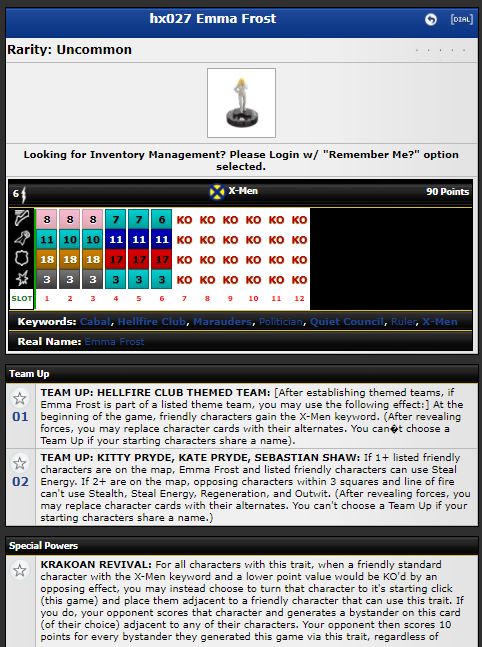 hx027 Emma Frost
[DIAL]
Rarity: Uncommon
. . . . .
Looking for Inventory Management? Please Login w/ "Remember Me?" option
selected.
6
X-Men
90 Points
8 8 8 7 7 6 KO KO KO KO KO KO
11 10 10 11 11 11 KO KO KO KO KO KO
18 18 18 17 17 17 KO KO KO KO KO KO
3 3 3 3 3 3 KO KO KO KO KO KO
SLOT 1 2 3 4 5 6 7 8 9 10 11 12
Keywords: Cabal, Hellfire Club, Marauders, Politician, Quiet Council, Ruler, X-Men
Real Name: Emma Frost
Team Up
01
TEAM UP: HELLFIRE CLUB THEMED TEAM: [After establishing themed teams, if
Emma Frost is part of a listed theme team, you may use the following effect:] At the
beginning of the game, friendly characters gain the X-Men keyword. (After revealing
forces, you may replace character cards with their alternates. You can�t choose a
Team Up if your starting characters share a name).
02
TEAM UP: KITTY PRYDE, KATE PRYDE, SEBASTIAN SHAW: If 1+ listed friendly
characters are on the map, Emma Frost and listed friendly characters can use Steal
Energy. If 2+ are on the map, opposing characters within 3 squares and line of fire
can't use Stealth, Steal Energy, Regeneration, and Outwit. (After revealing forces, you
may replace character cards with their alternates. You can't choose a Team Up if your
starting characters share a name.)
Special Powers
KRAKOAN REVIVAL: For all characters with this trait, when a friendly standard
character with the X-Men keyword and a lower point value would be KO'd by an
opposing effect, you may instead choose to turn that character to it's starting click
(this game) and place them adjacent to a friendly character that can use this trait. If
you do, your opponent scores that character and generates a bystander on this card
(of their choice) adjacent to any of their characters. Your opponent then scores 10
points for every bystander they generated this game via this trait, regardless of